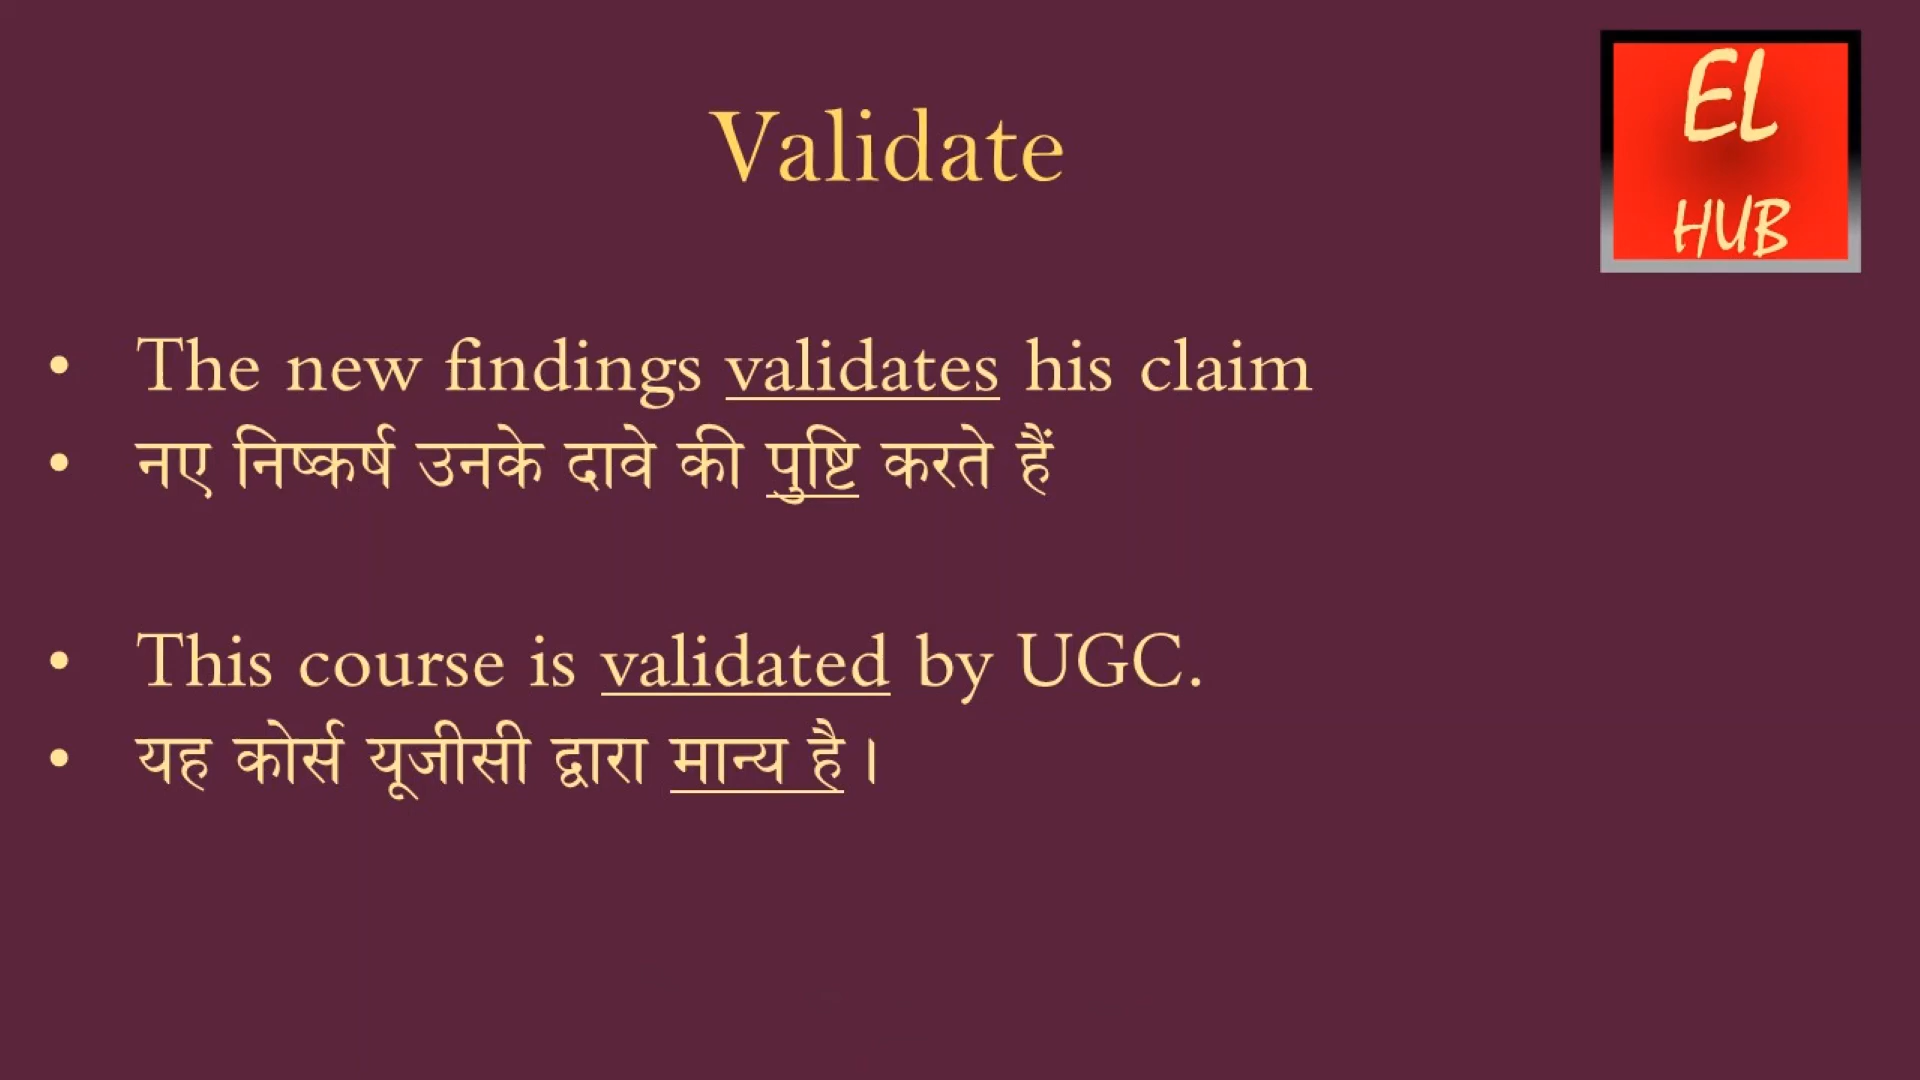 EL
HUB
Validate
• The new findings validates his claim
• नए निष्कर्ष उनके दावे की पुष्टि करते हैं
• This course is validated by UGC.
• यह कोर्स यूजीसी द्वारा मान्य है।